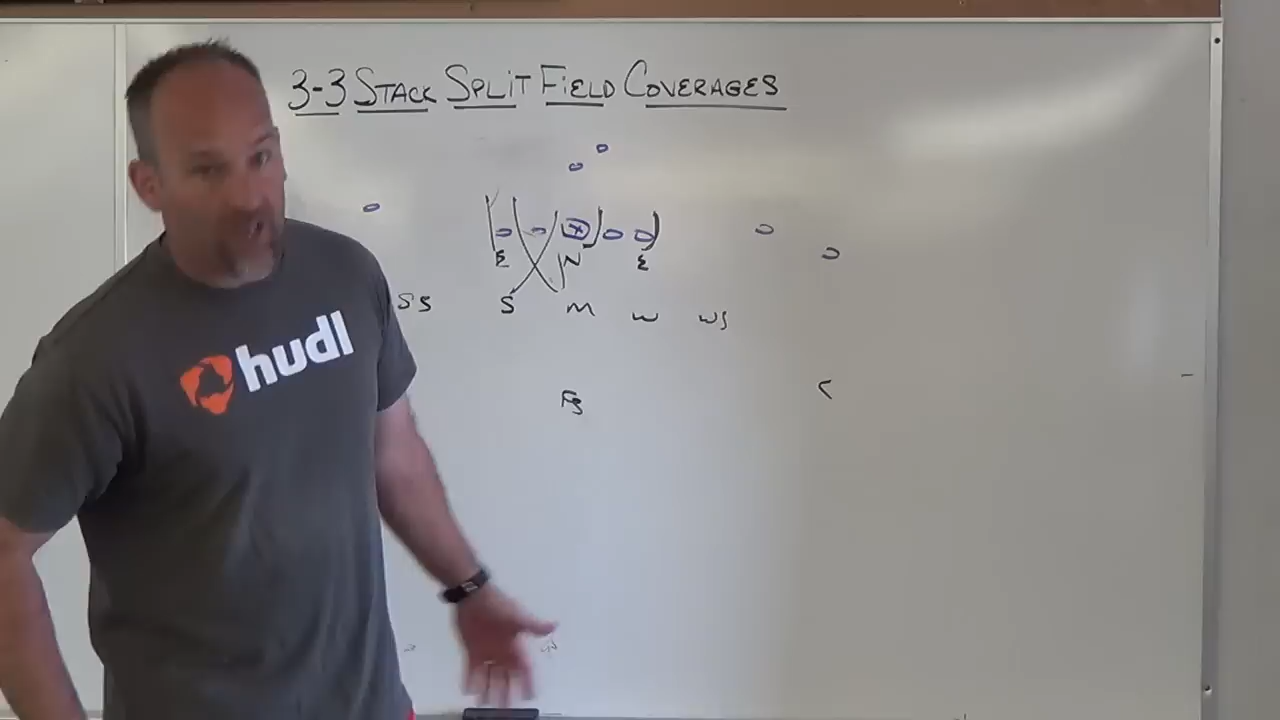 3-3 STACK SPLIT FIELD COVERAGES
E N E
SS S M W WS
FS C
hudl